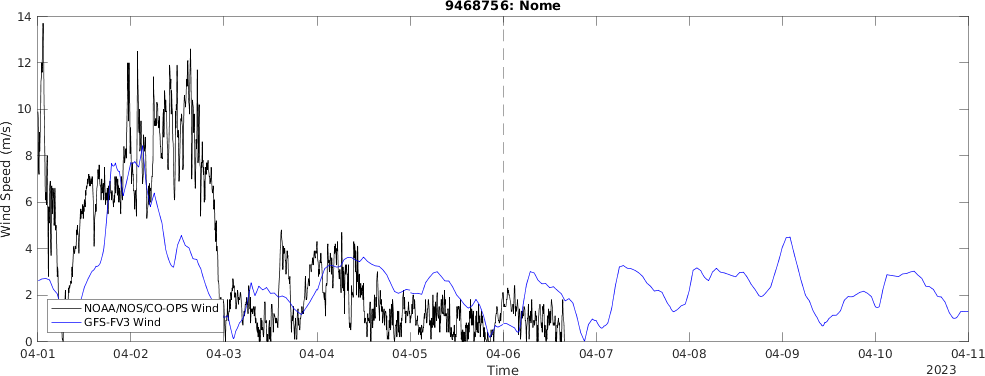 9468756: Nome
14
12
10
8
6
4
2
0
Wind Speed (m/s)
NOAA/NOS/CO-OPS Wind
GFS-FV3 Wind
04-01 04-02 04-03 04-04 04-05 04-06 04-07 04-08 04-09 04-10 04-11
Time
2023